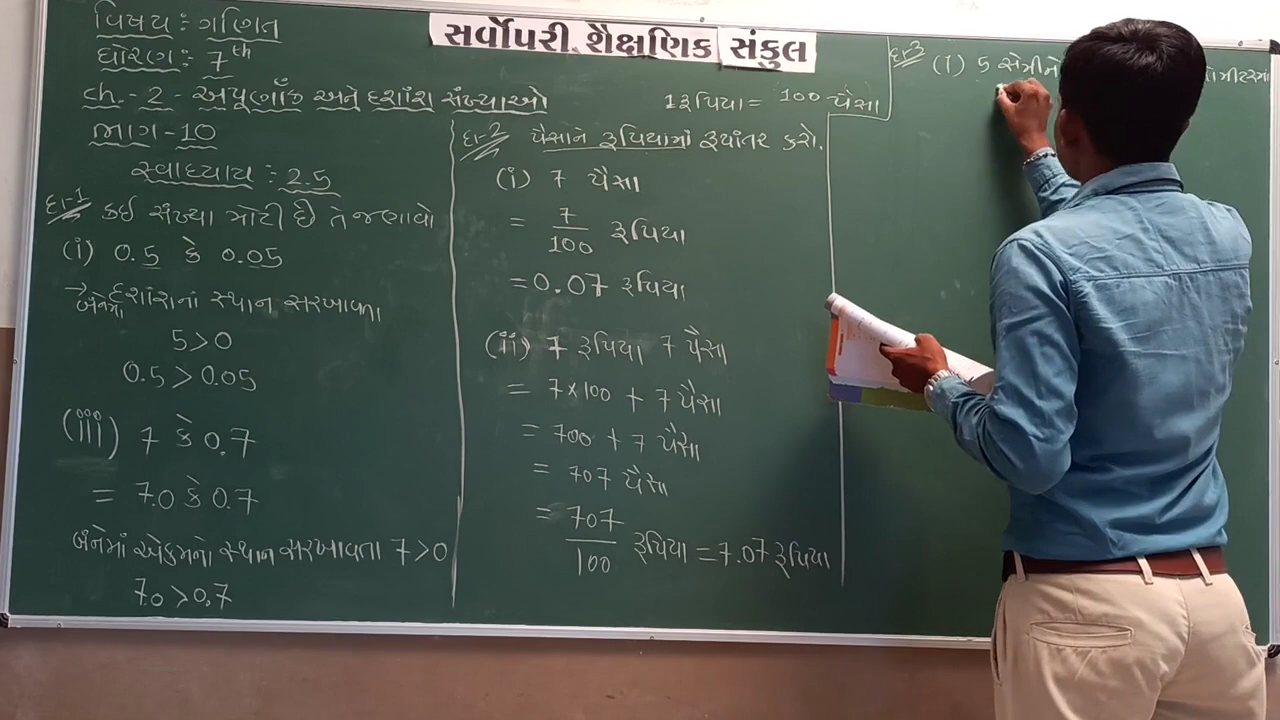 સર્વોપરી શૈક્ષણિક સંકુલ
વિષય : ગણિત
ધોરણ : 7th
ch.- 2 - અપૂર્ણાંક અને દશાંશ સંખ્યાઓ
ભાગ-10
સ્વાધ્યાય : 2.5
દા-1 કઈ સંખ્યા મોટી છે તે જણાવો
(i) 0.5 કે 0.05
→ બંનેમાં દશાંશનાં સ્થાન સરખાવતા
5>0
0.5 > 0.05
(iii) 7 કે 0.7
= 7.0 કે 0.7
બંનેમાં એકમનો સ્થાન સરખાવતા 7>0
7.0 > 0.7
1 રૂપિયા = 100 પૈસા
દા-2 પૈસાને રૂપિયામાં રૂપાંતર કરો.
(i) 7 પૈસા
= 7/100 રૂપિયા
= 0.07 રૂપિયા
(ii) 7 રૂપિયા 7 પૈસા
= 7×100 + 7 પૈસા
= 700 + 7 પૈસા
= 707 પૈસા
= 707/100 રૂપિયા = 7.07 રૂપિયા
દા-3 (i) 5 સેમીને મીટરમાં